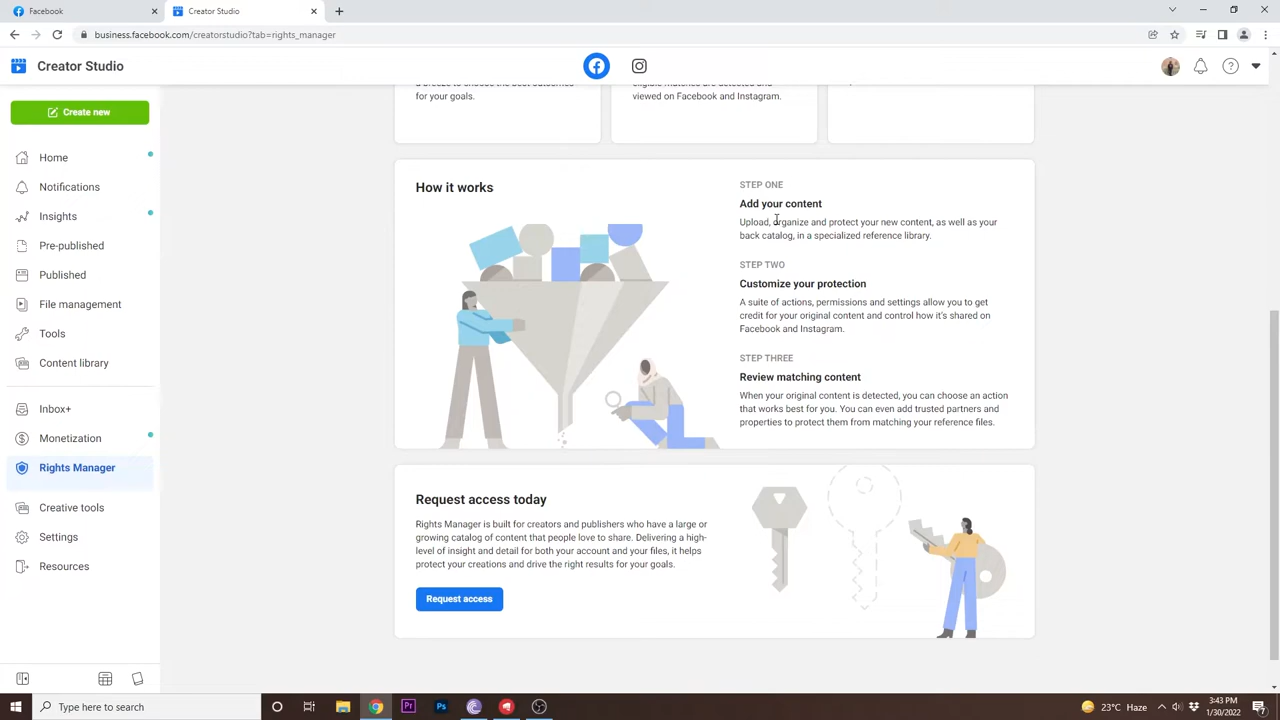 Facebook
Creator Studio
business.facebook.com/creatorstudio?tab=rights_manager
Creator Studio
Create new
Home
Notifications
Insights
Pre-published
Published
File management
Tools
Content library
Inbox+
Monetization
Rights Manager
Creative tools
Settings
Resources
for your goals.
viewed on Facebook and Instagram.
How it works
STEP ONE
Add your content
Upload, organize and protect your new content, as well as your
back catalog, in a specialized reference library.
STEP TWO
Customize your protection
A suite of actions, permissions and settings allow you to get
credit for your original content and control how it's shared on
Facebook and Instagram.
STEP THREE
Review matching content
When your original content is detected, you can choose an action
that works best for you. You can even add trusted partners and
properties to protect them from matching your reference files.
Request access today
Rights Manager is built for creators and publishers who have a large or
growing catalog of content that people love to share. Delivering a high-
level of insight and detail for both your account and your files, it helps
protect your creations and drive the right results for your goals.
Request access
Type here to search
Pr
Ps
23°C Haze
3:43 PM
1/30/2022